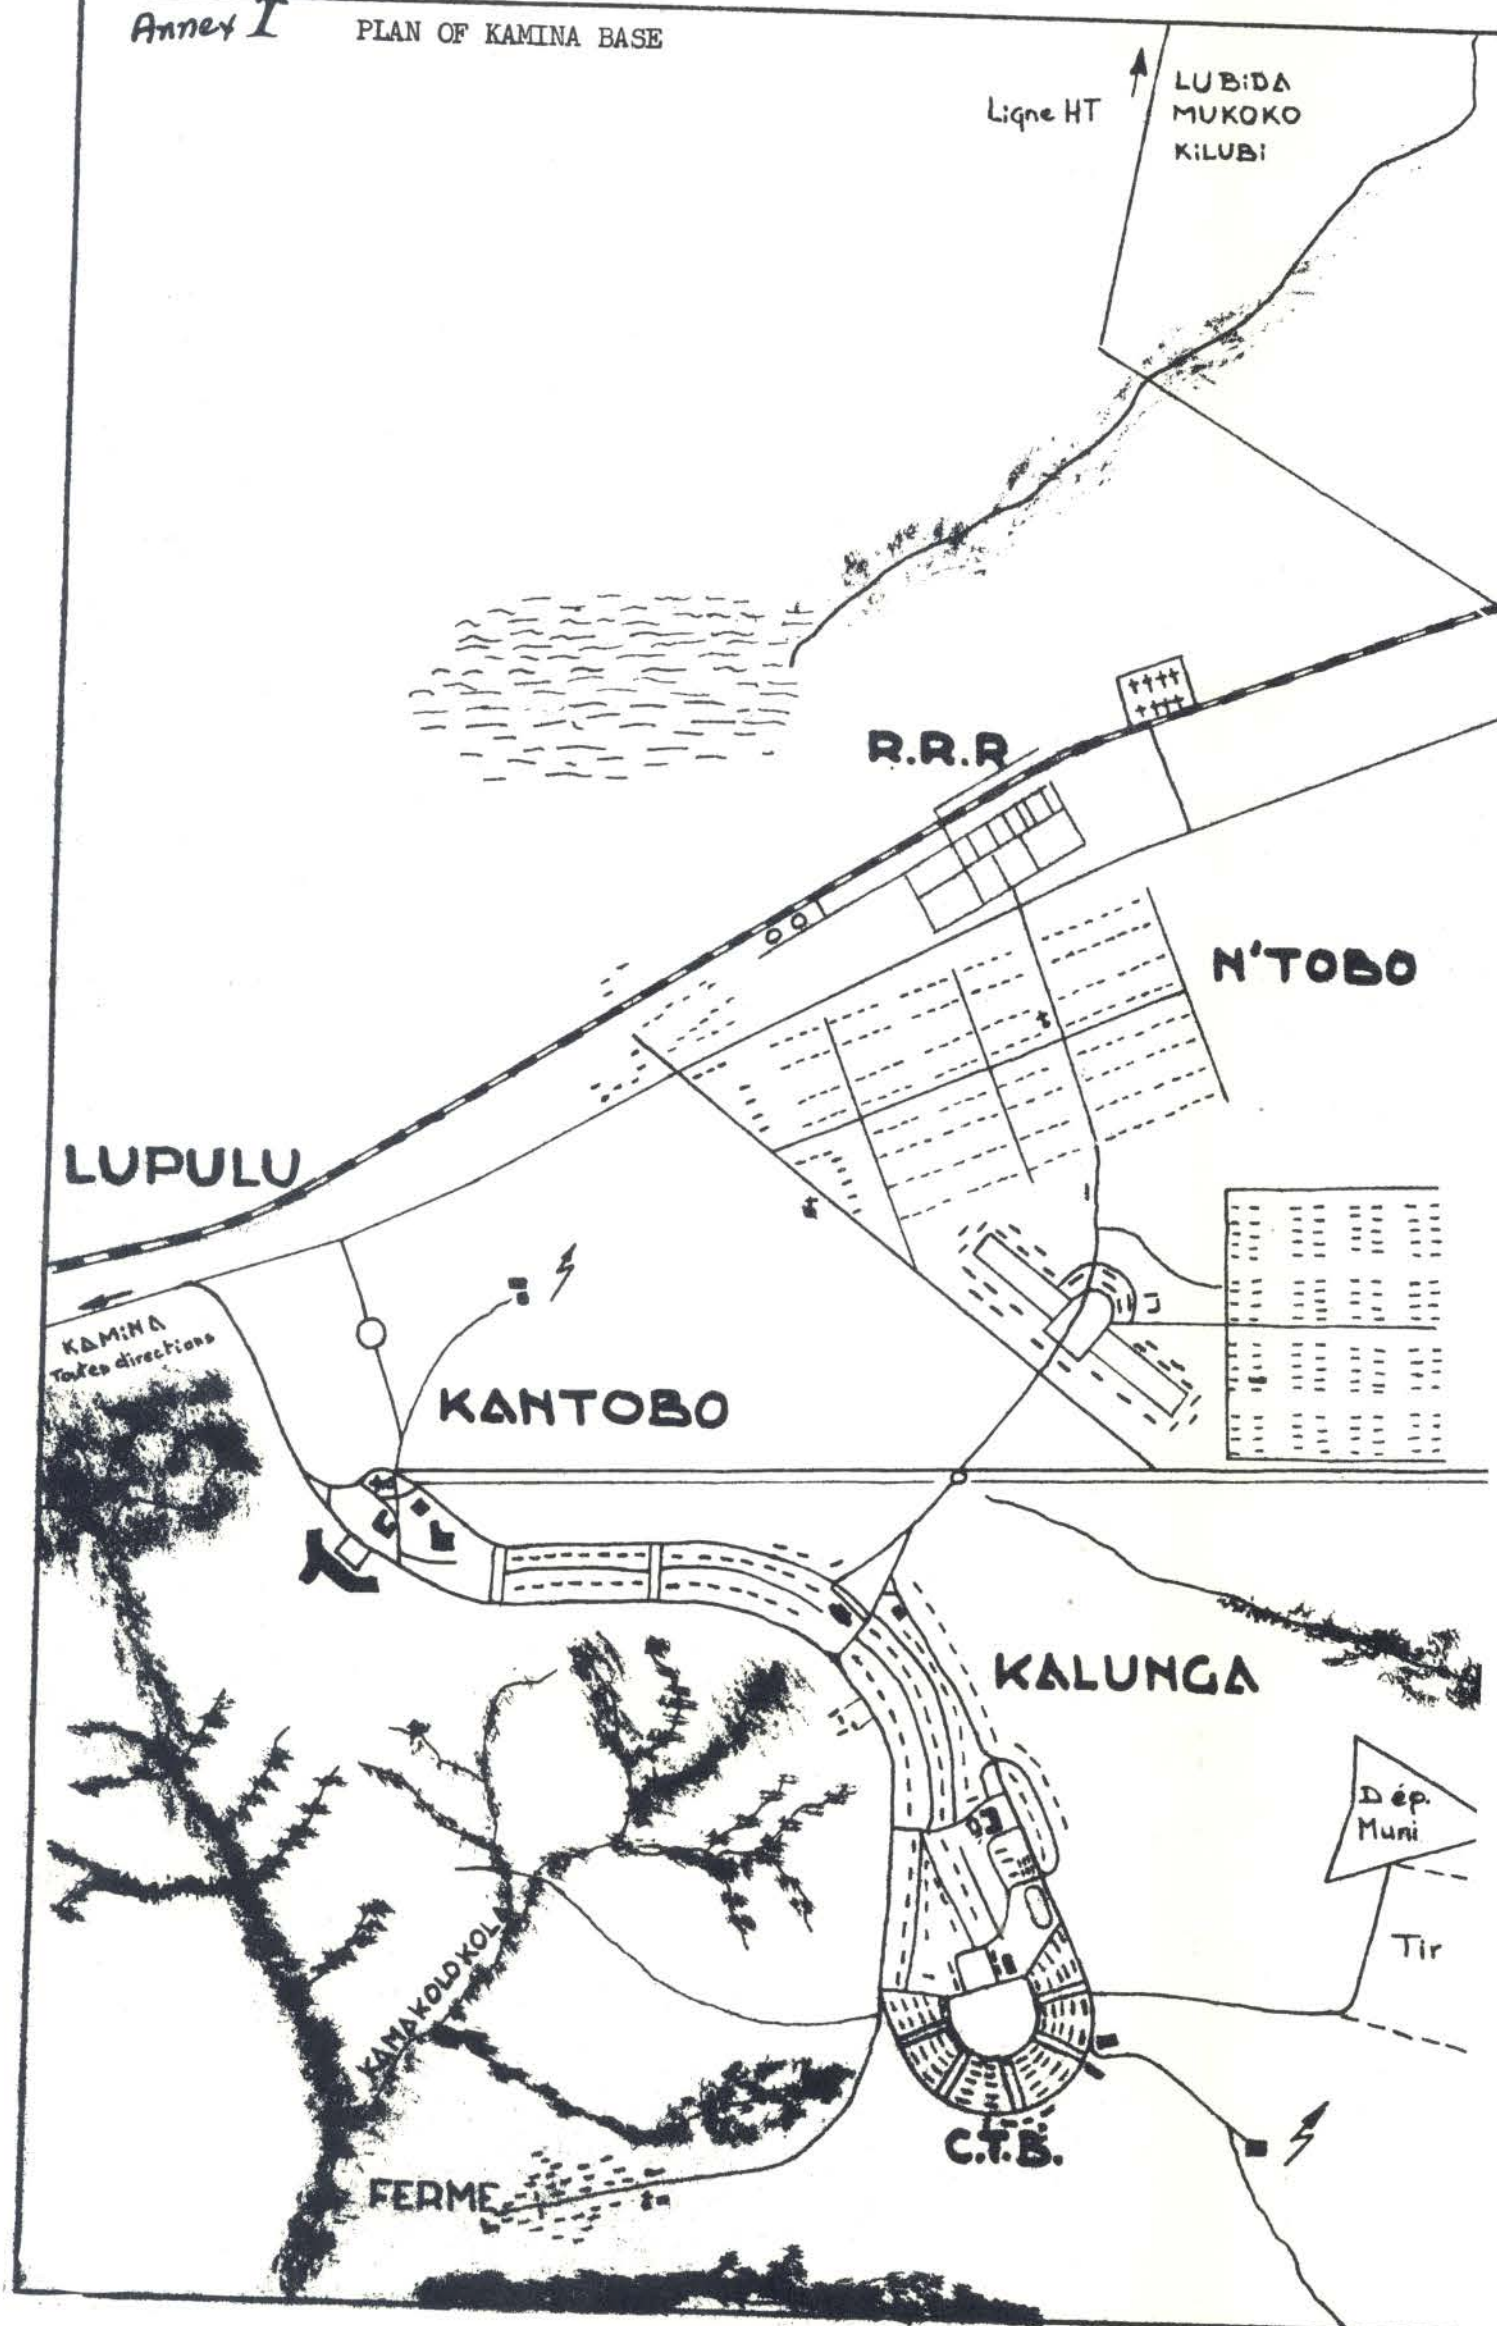 Annex I PLAN OF KAMINA BASE
Ligne HT
LUBiDA
MUKOKO
KiLUBi
R.R.R
N'TOBO
LUPULU
KAMiNA
Toutes directions
KANTOBO
KALUNGA
Dép.
Muni
Tir
KAMAKOLOKOLA
C.T.B.
FERME